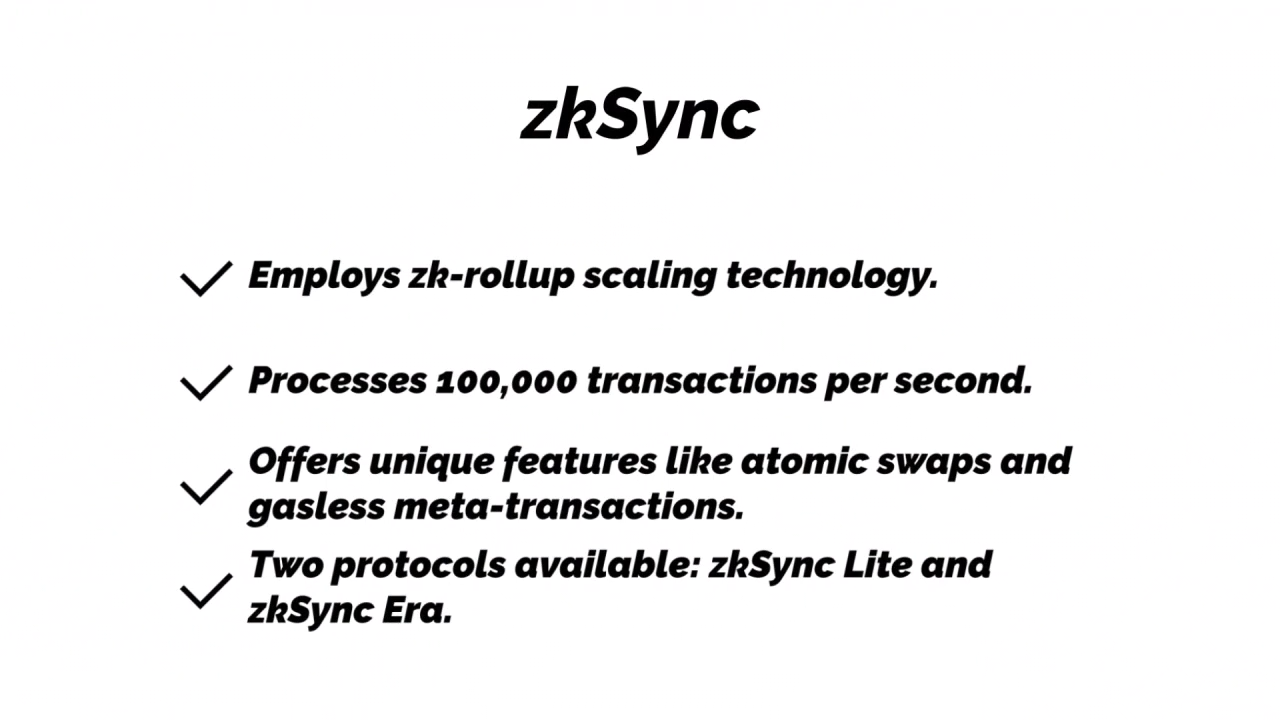 zkSync
Employs zk-rollup scaling technology.
Processes 100,000 transactions per second.
Offers unique features like atomic swaps and
gasless meta-transactions.
Two protocols available: zkSync Lite and
zkSync Era.